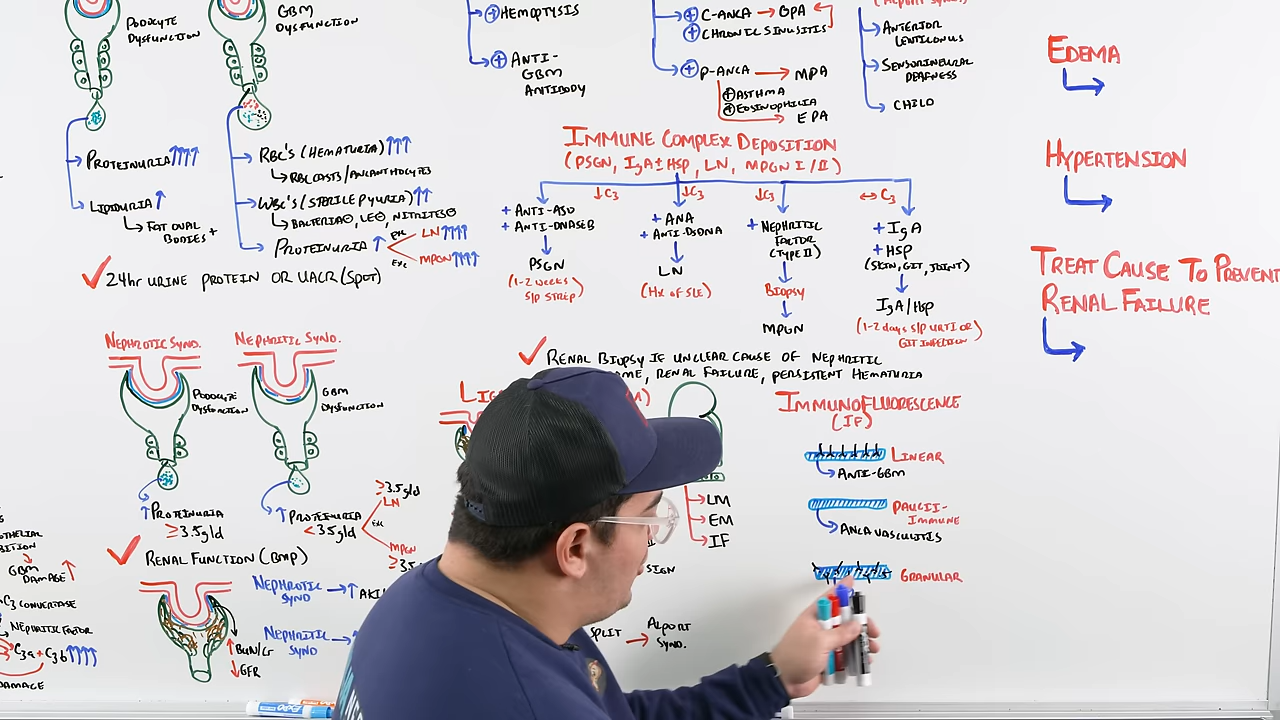 PODOCYTE
DYSFUNCTION
PROTEINURIA ↑↑↑↑
LIPIDURIA ↑
↳ FAT OVAL
BODIES +
GBM
DYSFUNCTION
RBC'S (HEMATURIA) ↑↑↑
↳ RBC CASTS/ACANTHOCYTES
WBC'S (STERILE PYURIA) ↑↑
↳ BACTERIA⊖, LE⊖, NITRITES⊖
PROTEINURIA ↑
EXC LN ↑↑↑↑
EXC MPGN ↑↑↑
✓ 24hr URINE PROTEIN OR UACR (SPOT)
⊕ HEMOPTYSIS
⊕ ANTI-
GBM
ANTIBODY
⊕ C-ANCA → GPA
⊕ CHRONIC SINUSITIS
⊕ P-ANCA → MPA
⊕ ASTHMA
⊕ EOSINOPHILIA
EPA
ANTERIOR
LENTICONUS
SENSORINEURAL
DEAFNESS
CHILD
IMMUNE COMPLEX DEPOSITION
(PSGN, IgA±HSP, LN, MPGN I/II)
↓C3
↓C3
↓C3
↔ C3
+ ANTI-ASO
+ ANTI-DNASEB
PSGN
(1-2 WEEKS
S/P STREP)
+ ANA
+ ANTI-DSDNA
LN
(Hx OF SLE)
+ NEPHRITIC
FACTOR
(TYPE II)
BIOPSY
MPGN
+ IgA
+ HSP
(SKIN, GIT, JOINT)
IgA/HSP
(1-2 days S/P URTI OR
GIT INFECTION)
EDEMA
HYPERTENSION
TREAT CAUSE TO PREVENT
RENAL FAILURE
NEPHROTIC SYND.
PODOCYTE
DYSFUNCTION
↑ PROTEINURIA
≥3.5g/d
NEPHRITIC SYND.
GBM
DYSFUNCTION
↑ PROTEINURIA
<3.5g/d
≥3.5g/d
LN
EXC
MPGN
✓ RENAL FUNCTION (BMP)
NEPHROTIC
SYND
NEPHRITIC
SYND
↑ BUN/Cr
↓ GFR
GBM
DAMAGE ↑
C3 CONVERTASE
NEPHRITIC FACTOR
C3a + C3b ↑↑↑↑
DAMAGE
✓ RENAL BIOPSY IF UNCLEAR CAUSE OF NEPHRITIC
RENAL FAILURE, PERSISTENT HEMATURIA
→ LM
→ EM
→ IF
SIGN
SPLIT → ALPORT
SYND.
IMMUNOFLUORESCENCE
(IF)
LINEAR
ANTI-GBM
PAUCII-
IMMUNE
ANCA VASCULITIS
GRANULAR